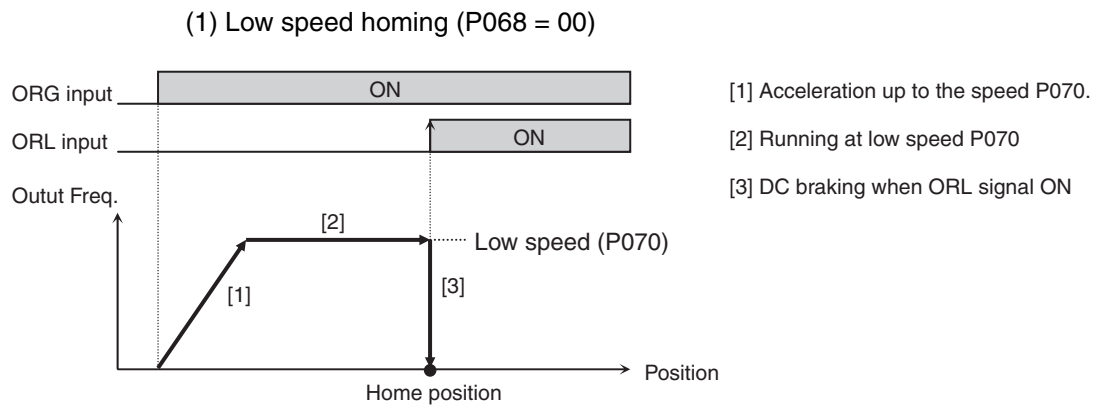 (1) Low speed homing (P068 = 00)
ORG input
ON
[1] Acceleration up to the speed P070.
ORL input
ON
[2] Running at low speed P070
[3] DC braking when ORL signal ON
Outut Freq.
[2]
Low speed (P070)
[1]
[3]
Position
Home position